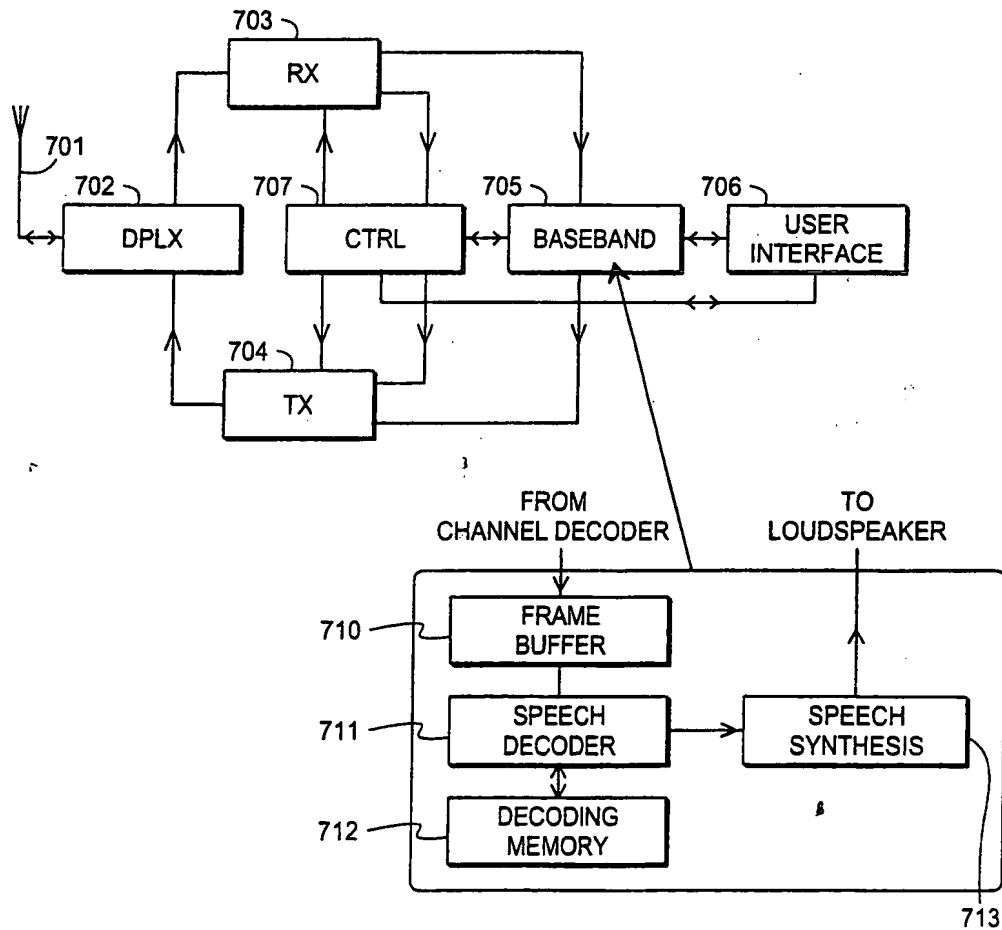 703
RX
701
702
DPLX
707
CTRL
705
BASEBAND
706
USER
INTERFACE
704
TX
FROM
CHANNEL DECODER
TO
LOUDSPEAKER
710
FRAME
BUFFER
711
SPEECH
DECODER
SPEECH
SYNTHESIS
712
DECODING
MEMORY
713